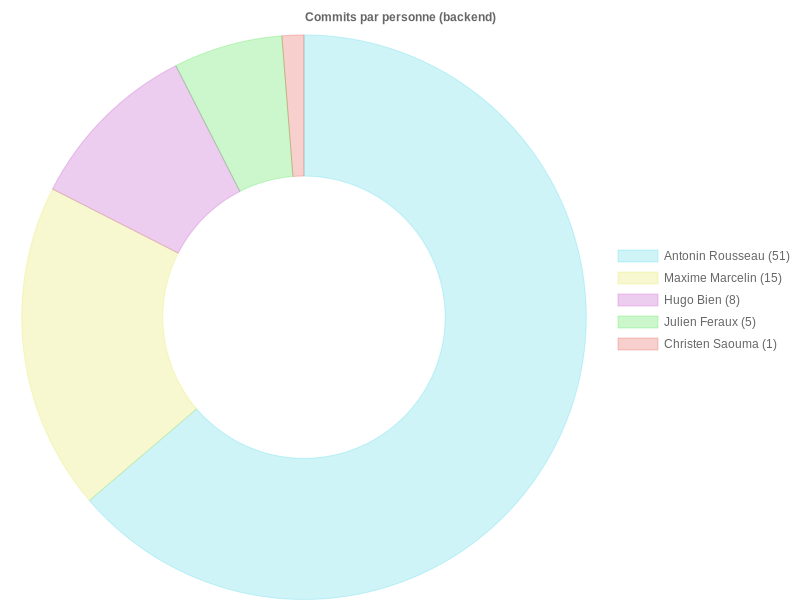 Commits par personne (backend)
Antonin Rousseau (51)
Maxime Marcelin (15)
Hugo Bien (8)
Julien Feraux (5)
Christen Saouma (1)